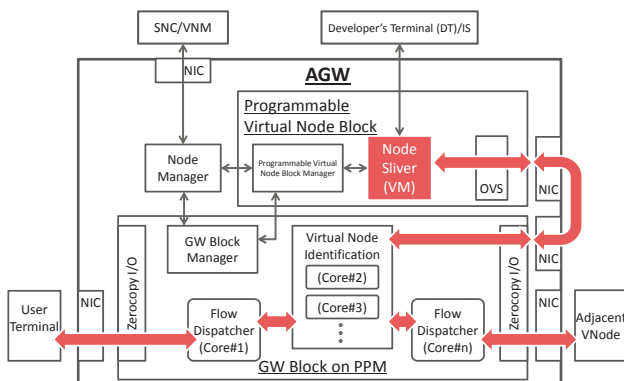 SNC/VNM
Developer's Terminal (DT)/IS
NIC
AGW
Programmable
Virtual Node Block
Node
Manager
Programmable Virtual
Node Block Manager
Node
Sliver
(VM)
OVS
NIC
GW Block
Manager
Virtual Node
Identification
(Core#2)
(Core#3)
Zerocopy I/O
Zerocopy I/O
NIC
User
Terminal
NIC
Flow
Dispatcher
(Core#1)
Flow
Dispatcher
(Core#n)
NIC
Adjacent
VNode
GW Block on PPM